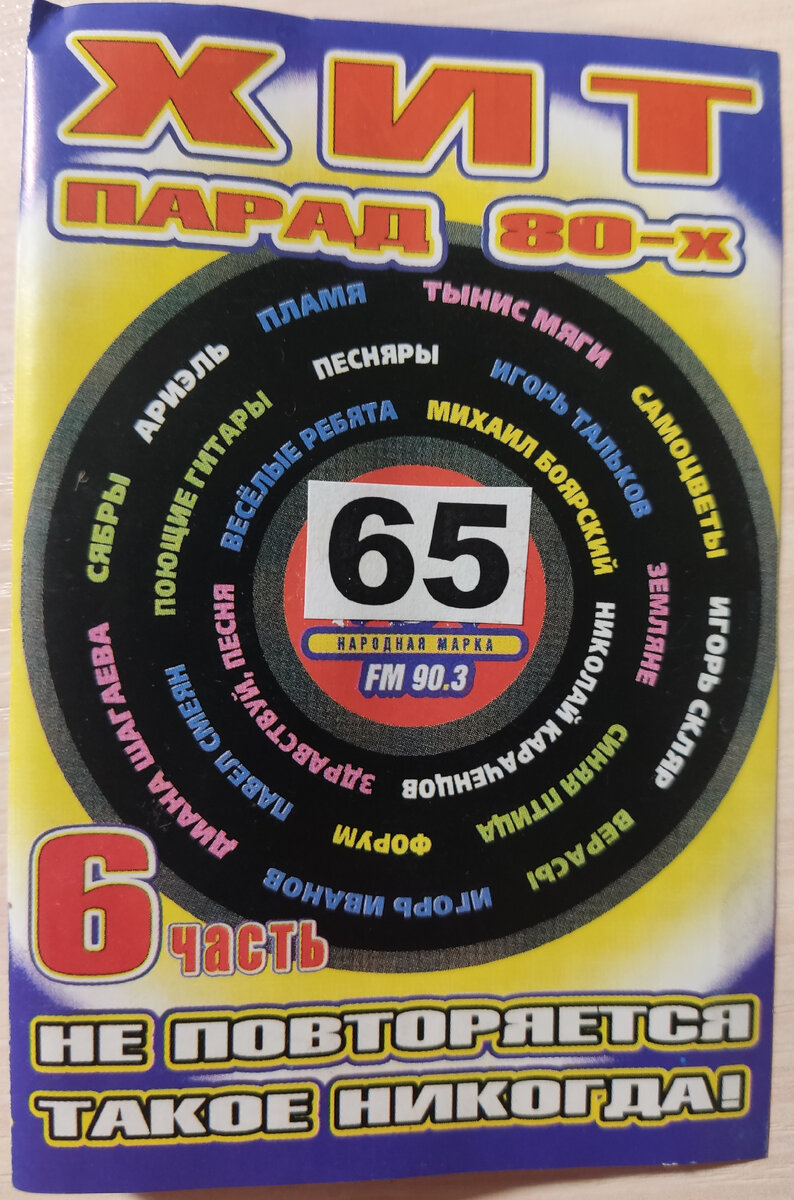 ХИТ
ПАРАД 80-х
ПЛАМЯ
ТЫНИС МЯГИ
САМОЦВЕТЫ
ИГОРЬ СКЛЯР
ВЕРАСЫ
ИГОРЬ ИВАНОВ
ДИАНА ШАГАЕВА
СЯБРЫ
АРИЭЛЬ
ПЕСНЯРЫ
ИГОРЬ ТАЛЬКОВ
ЗЕМЛЯНЕ
СИНЯЯ ПТИЦА
ФОРУМ
ПАВЕЛ СМЕЯН
ПОЮЩИЕ ГИТАРЫ
ВЕСЁЛЫЕ РЕБЯТА
МИХАИЛ БОЯРСКИЙ
НИКОЛАЙ КАРАЧЕНЦОВ
ЗДРАВСТВУЙ, ПЕСНЯ
65
НАРОДНАЯ МАРКА
FM 90.3
6 часть
НЕ ПОВТОРЯЕТСЯ
ТАКОЕ НИКОГДА!